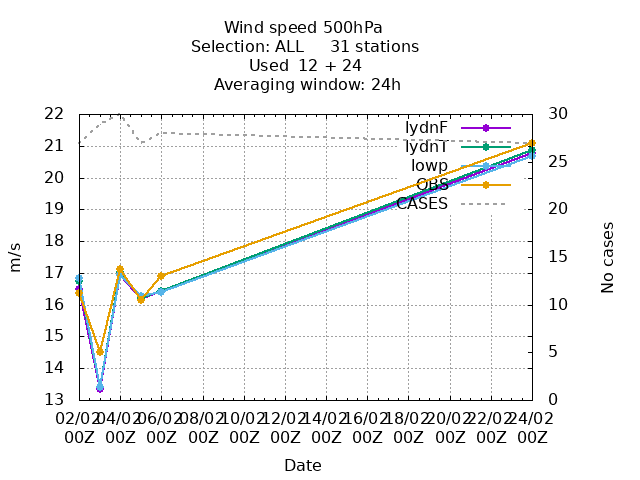 Wind speed 500hPa
Selection: ALL 31 stations
Used 12 + 24
Averaging window: 24h
22
21
20
19
18
17
16
15
14
13
m/s
30
25
20
15
10
5
0
No cases
lydnF
lydnT
lowp
OBS
CASES
02/02 04/02 06/02 08/02 10/02 12/02 14/02 16/02 18/02 20/02 22/02 24/02
00Z 00Z 00Z 00Z 00Z 00Z 00Z 00Z 00Z 00Z 00Z 00Z
Date